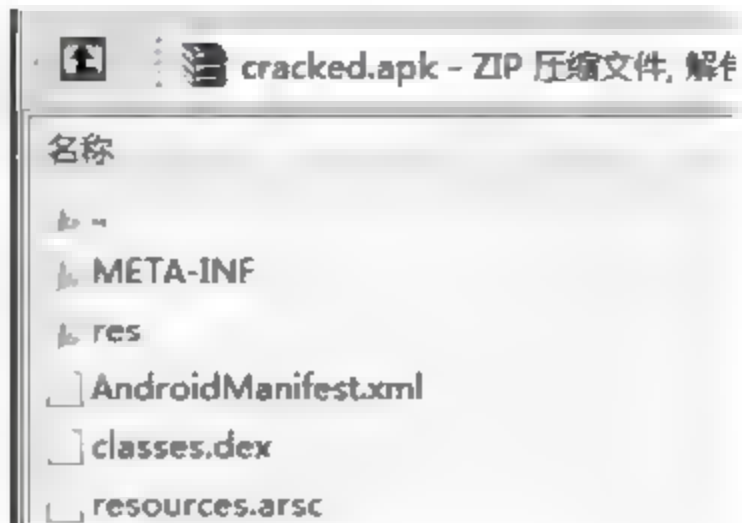 cracked.apk - ZIP 压缩文件, 解
名称
..
META-INF
res
AndroidManifest.xml
classes.dex
resources.arsc